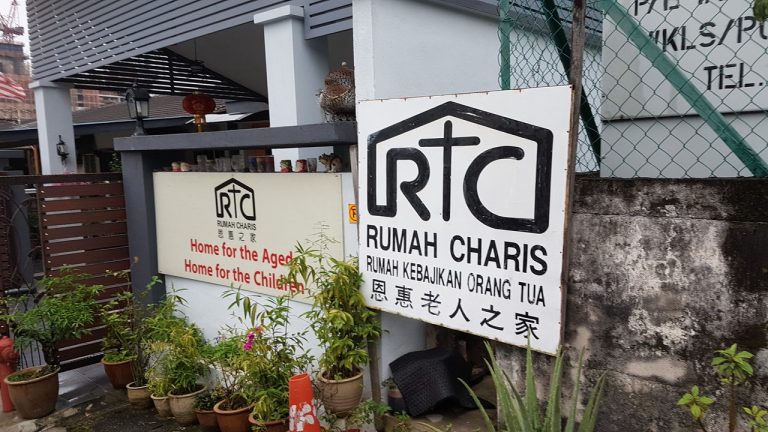 RTC
RUMAH CHARIS
恩惠之家
Home for the Aged
Home for the Children
RTC
RUMAH CHARIS
RUMAH KEBAJIKAN ORANG TUA
恩惠老人之家
TEL.